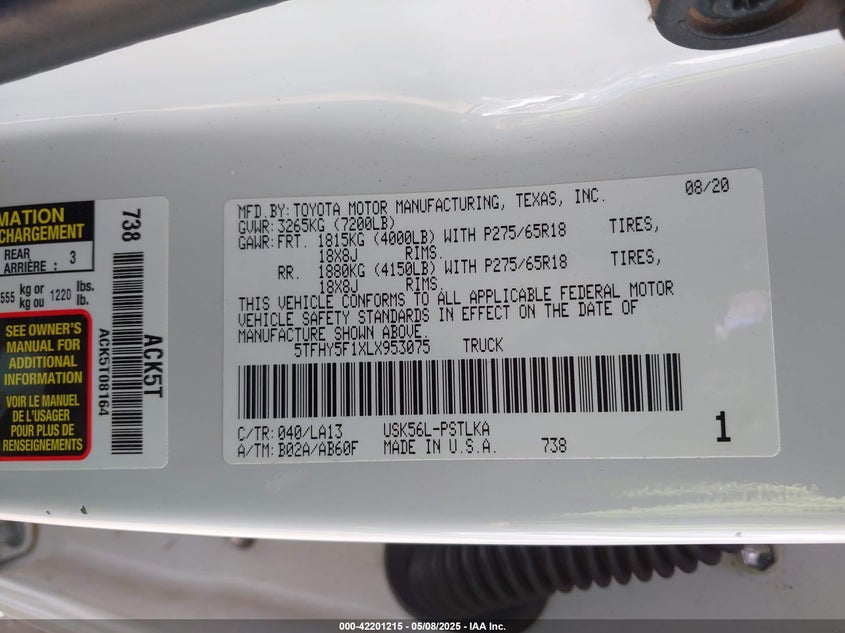 MATION
CHARGEMENT
REAR
ARRIÈRE : 3
555 kg or
kg ou 1220 lbs.
lb.
SEE OWNER'S
MANUAL FOR
ADDITIONAL
INFORMATION
VOIR LE MANUEL
DE L'USAGER
POUR PLUS DE
RENSEIGNEMENTS
738
ACK5T
ACK5T08164
MFD.BY: TOYOTA MOTOR MANUFACTURING, TEXAS, INC. 08/20
GVWR: 3265KG (7200LB)
GAWR: FRT. 1815KG (4000LB) WITH P275/65R18 TIRES,
18X8J RIMS.
RR. 1880KG (4150LB) WITH P275/65R18 TIRES,
18X8J RIMS.
THIS VEHICLE CONFORMS TO ALL APPLICABLE FEDERAL MOTOR
VEHICLE SAFETY STANDARDS IN EFFECT ON THE DATE OF
MANUFACTURE SHOWN ABOVE.
5TFHY5F1XLX953075 TRUCK
C/TR: 040/LA13 USK56L-PSTLKA
A/TM: B02A/AB60F MADE IN U.S.A. 738
1
000-42201215 - 05/08/2025 - IAA Inc.